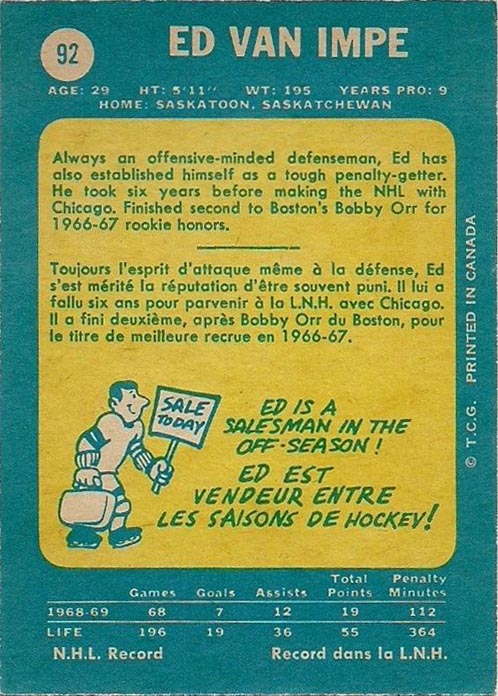 92
ED VAN IMPE
AGE: 29 HT: 5'11" WT: 195 YEARS PRO: 9
HOME: SASKATOON, SASKATCHEWAN
Always an offensive-minded defenseman, Ed has
also established himself as a tough penalty-getter.
He took six years before making the NHL with
Chicago. Finished second to Boston's Bobby Orr for
1966-67 rookie honors.
Toujours l'esprit d'attaque même à la défense, Ed
s'est mérité la réputation d'être souvent puni. Il lui a
fallu six ans pour parvenir à la L.N.H. avec Chicago.
Il a fini deuxième, après Bobby Orr du Boston, pour
le titre de meilleure recrue en 1966-67.
SALE
TODAY
ED IS A
SALESMAN IN THE
OFF-SEASON!
ED EST
VENDEUR ENTRE
LES SAISONS DE HOCKEY!
© T.C.G. PRINTED IN CANADA
Total Penalty
Games Goals Assists Points Minutes
1968-69 68 7 12 19 112
LIFE 196 19 36 55 364
N.H.L. Record Record dans la L.N.H.